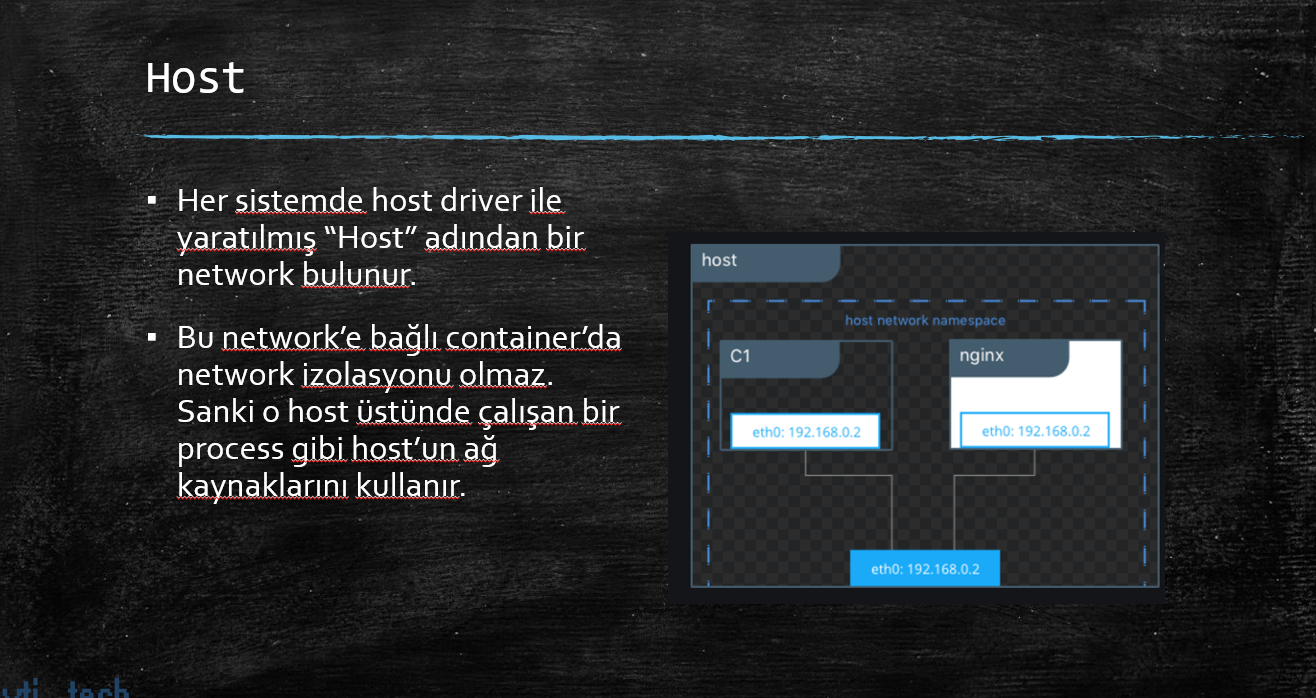 Host
▪ Her sistemde host driver ile
yaratılmış “Host” adından bir
network bulunur.
▪ Bu network’e bağlı container’da
network izolasyonu olmaz.
Sanki o host üstünde çalışan bir
process gibi host’un ağ
kaynaklarını kullanır.
host
host network namespace
C1
nginx
eth0: 192.168.0.2
eth0: 192.168.0.2
eth0: 192.168.0.2